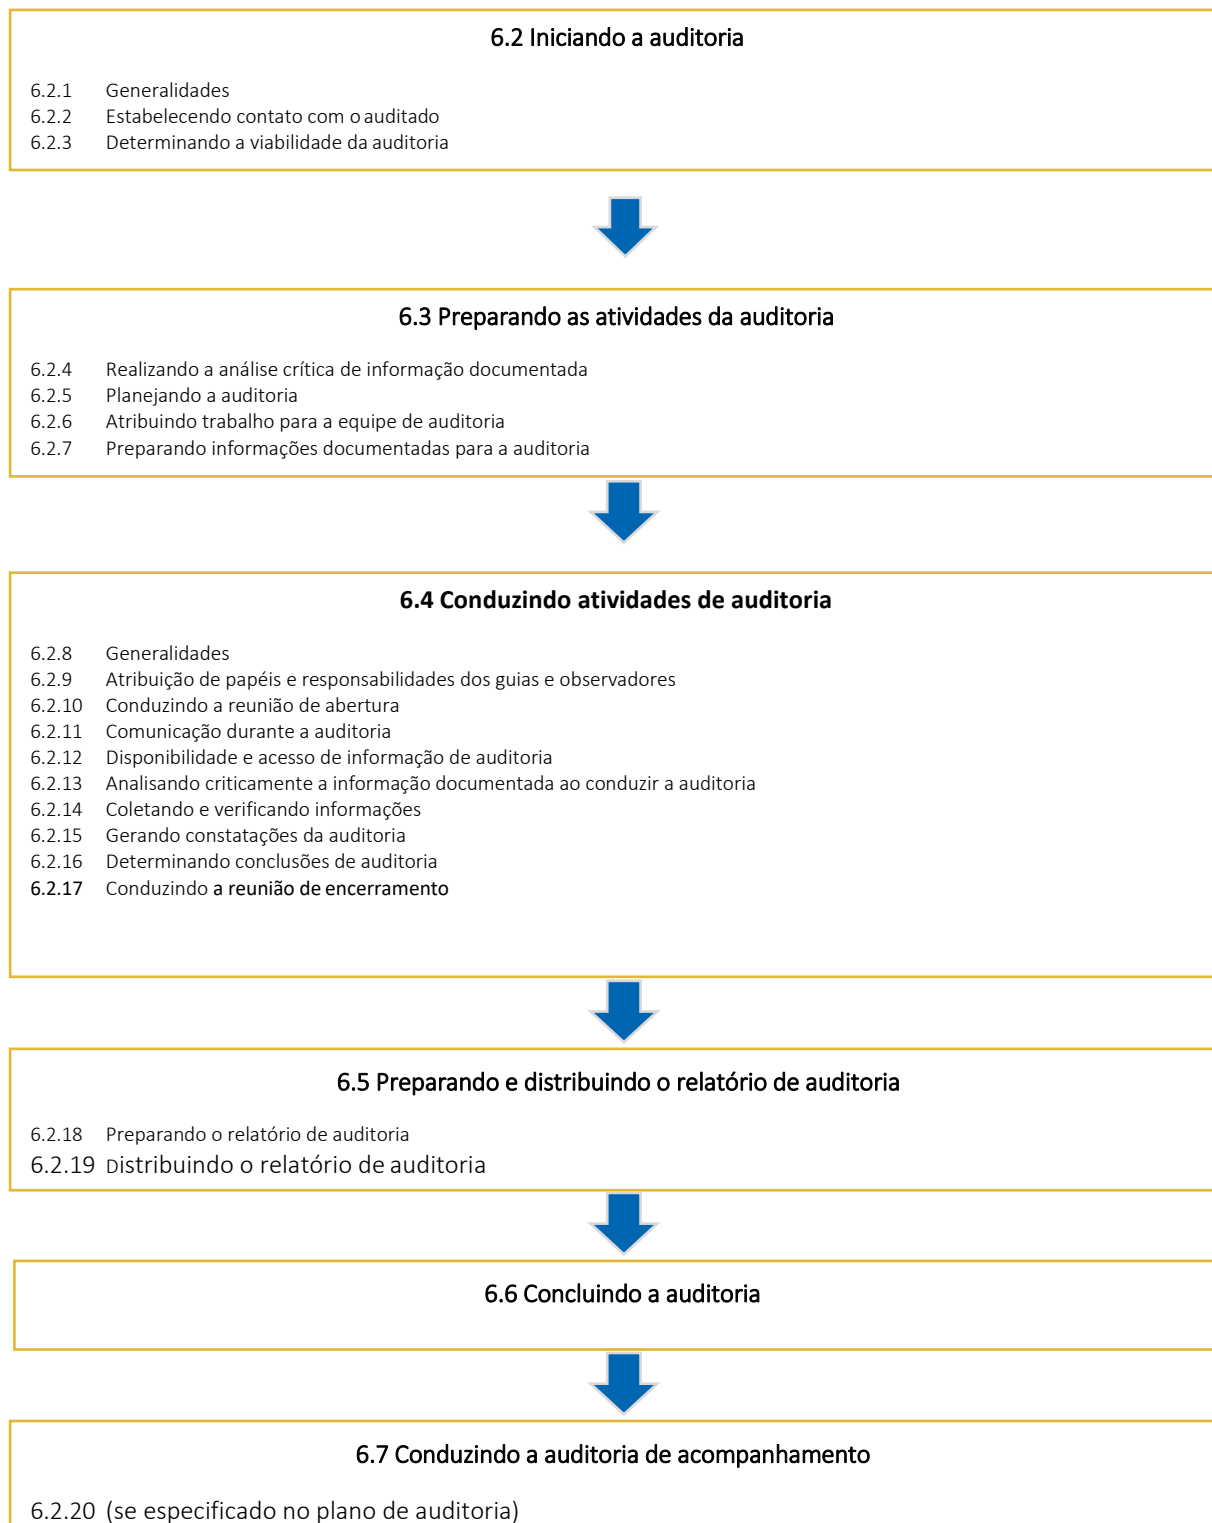 6.2 Iniciando a auditoria
6.2.1 Generalidades
6.2.2 Estabelecendo contato com o auditado
6.2.3 Determinando a viabilidade da auditoria
6.3 Preparando as atividades da auditoria
6.2.4 Realizando a análise crítica de informação documentada
6.2.5 Planejando a auditoria
6.2.6 Atribuindo trabalho para a equipe de auditoria
6.2.7 Preparando informações documentadas para a auditoria
6.4 Conduzindo atividades de auditoria
6.2.8 Generalidades
6.2.9 Atribuição de papéis e responsabilidades dos guias e observadores
6.2.10 Conduzindo a reunião de abertura
6.2.11 Comunicação durante a auditoria
6.2.12 Disponibilidade e acesso de informação de auditoria
6.2.13 Analisando criticamente a informação documentada ao conduzir a auditoria
6.2.14 Coletando e verificando informações
6.2.15 Gerando constatações da auditoria
6.2.16 Determinando conclusões de auditoria
6.2.17 Conduzindo a reunião de encerramento
6.5 Preparando e distribuindo o relatório de auditoria
6.2.18 Preparando o relatório de auditoria
6.2.19 Distribuindo o relatório de auditoria
6.6 Concluindo a auditoria
6.7 Conduzindo a auditoria de acompanhamento
6.2.20 (se especificado no plano de auditoria)